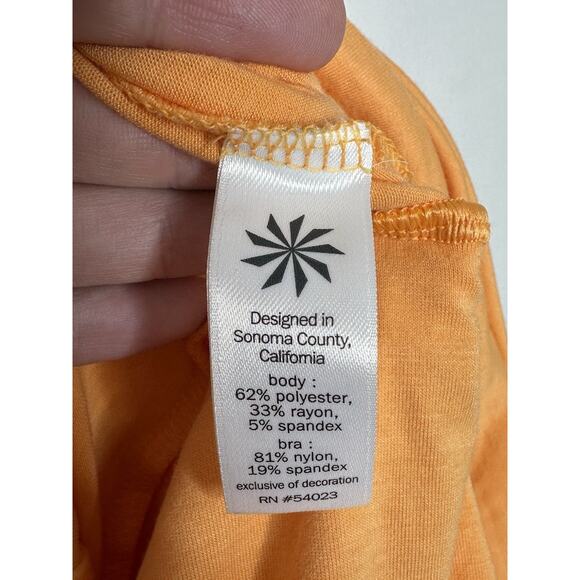 Designed in
Sonoma County,
California
body :
62% polyester,
33% rayon,
5% spandex
bra :
81% nylon,
19% spandex
exclusive of decoration
RN #54023